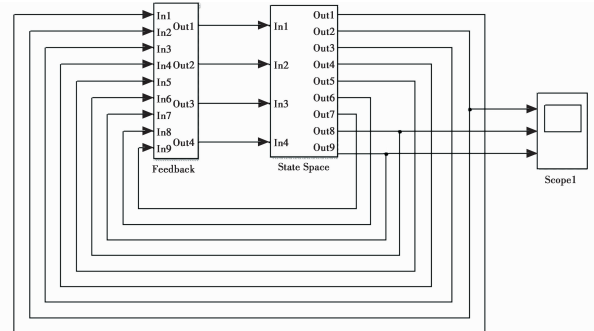 In1
In2
In3
In4
In5
In6
In7
In8
In9
Out1
Out2
Out3
Out4
Feedback
In1
In2
In3
In4
Out1
Out2
Out3
Out4
Out5
Out6
Out7
Out8
Out9
State Space
Scope1